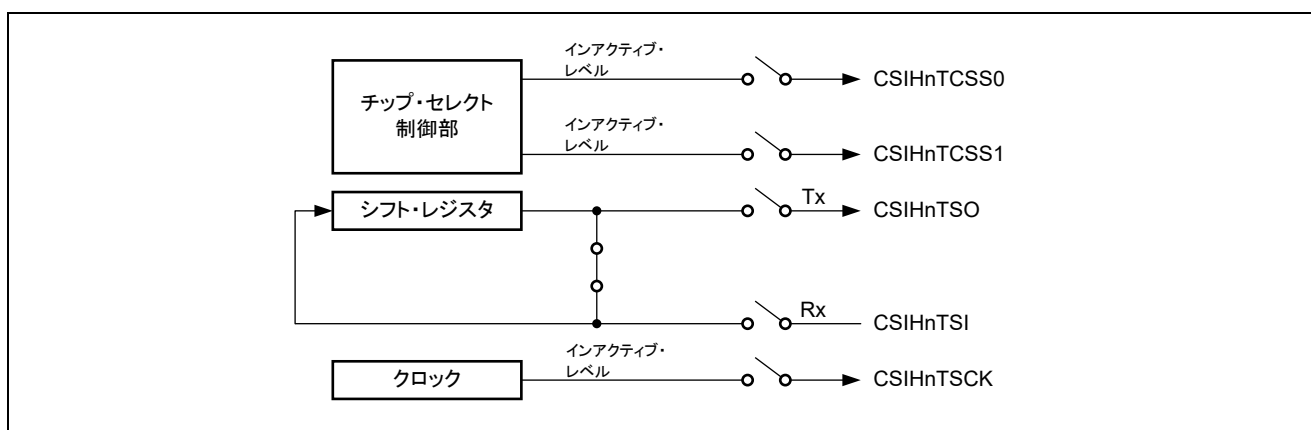 インアクティブ・
レベル
CSIHnTCSS0
チップ・セレクト
制御部
インアクティブ・
レベル
CSIHnTCSS1
シフト・レジスタ
Tx
CSIHnTSO
Rx
CSIHnTSI
インアクティブ・
レベル
クロック
CSIHnTSCK